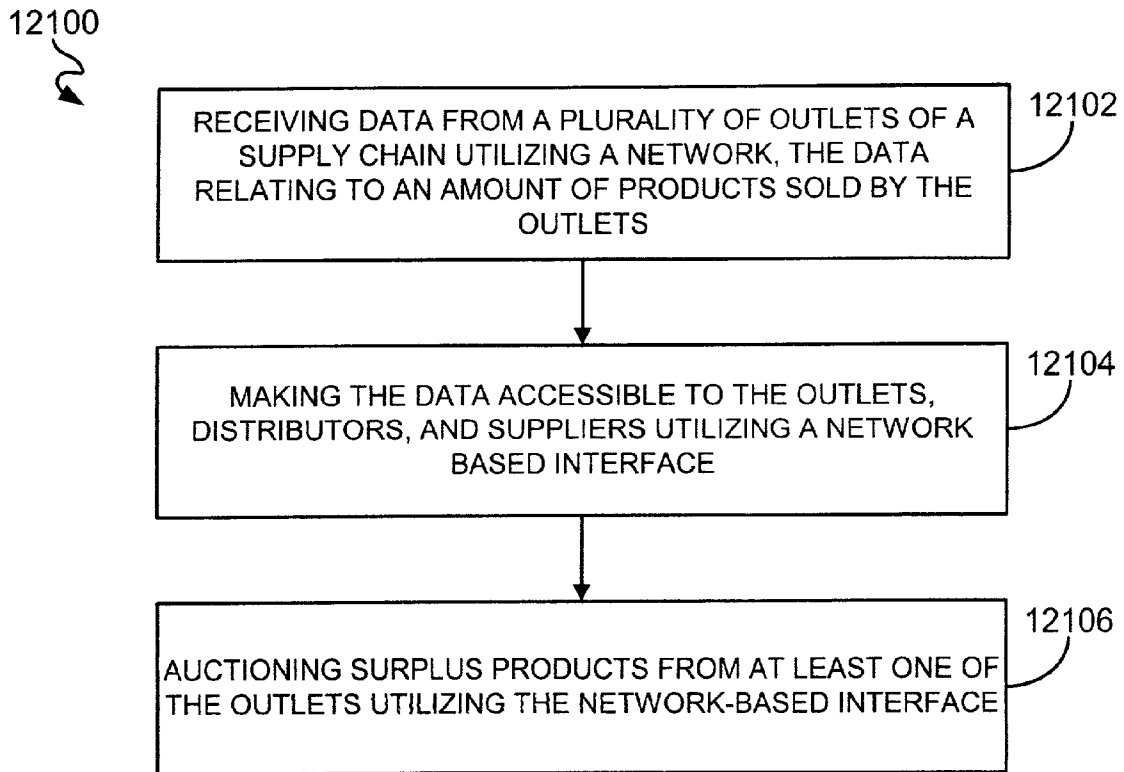 12100
RECEIVING DATA FROM A PLURALITY OF OUTLETS OF A
SUPPLY CHAIN UTILIZING A NETWORK, THE DATA
RELATING TO AN AMOUNT OF PRODUCTS SOLD BY THE
OUTLETS
12102
MAKING THE DATA ACCESSIBLE TO THE OUTLETS,
DISTRIBUTORS, AND SUPPLIERS UTILIZING A NETWORK
BASED INTERFACE
12104
AUCTIONING SURPLUS PRODUCTS FROM AT LEAST ONE OF
THE OUTLETS UTILIZING THE NETWORK-BASED INTERFACE
12106